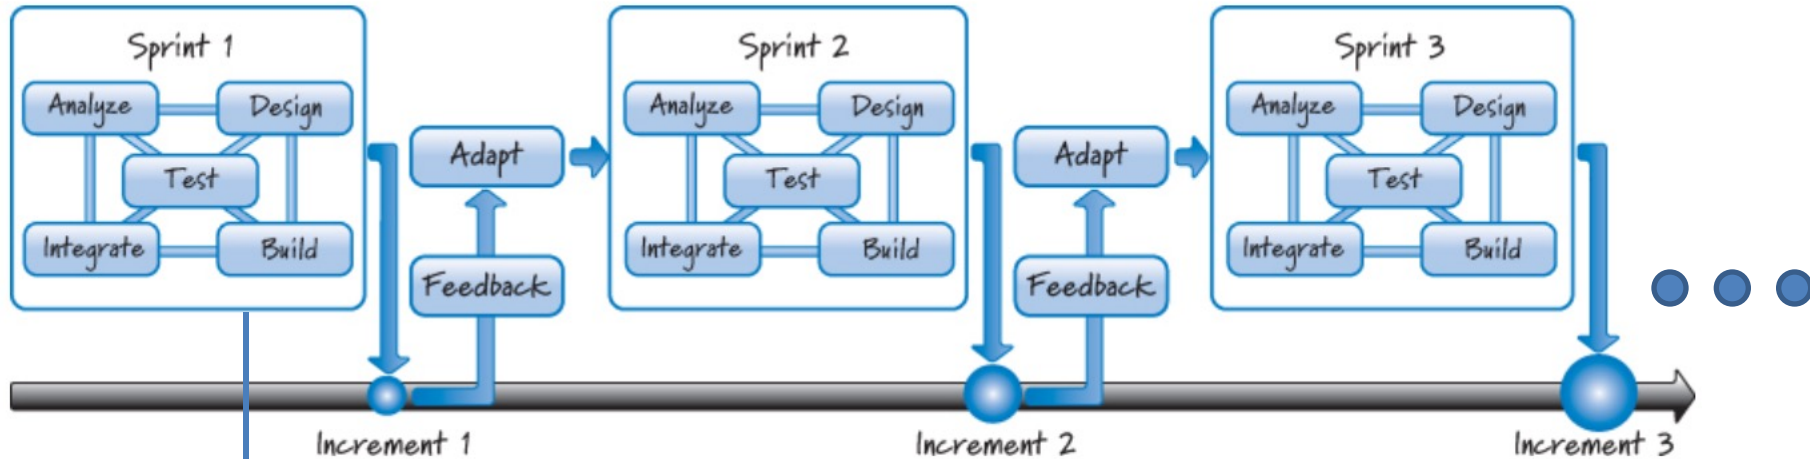 Sprint 1
Analyze
Design
Test
Integrate
Build
Adapt
Feedback
Increment 1
Sprint 2
Analyze
Design
Test
Integrate
Build
Adapt
Feedback
Increment 2
Sprint 3
Analyze
Design
Test
Integrate
Build
Increment 3